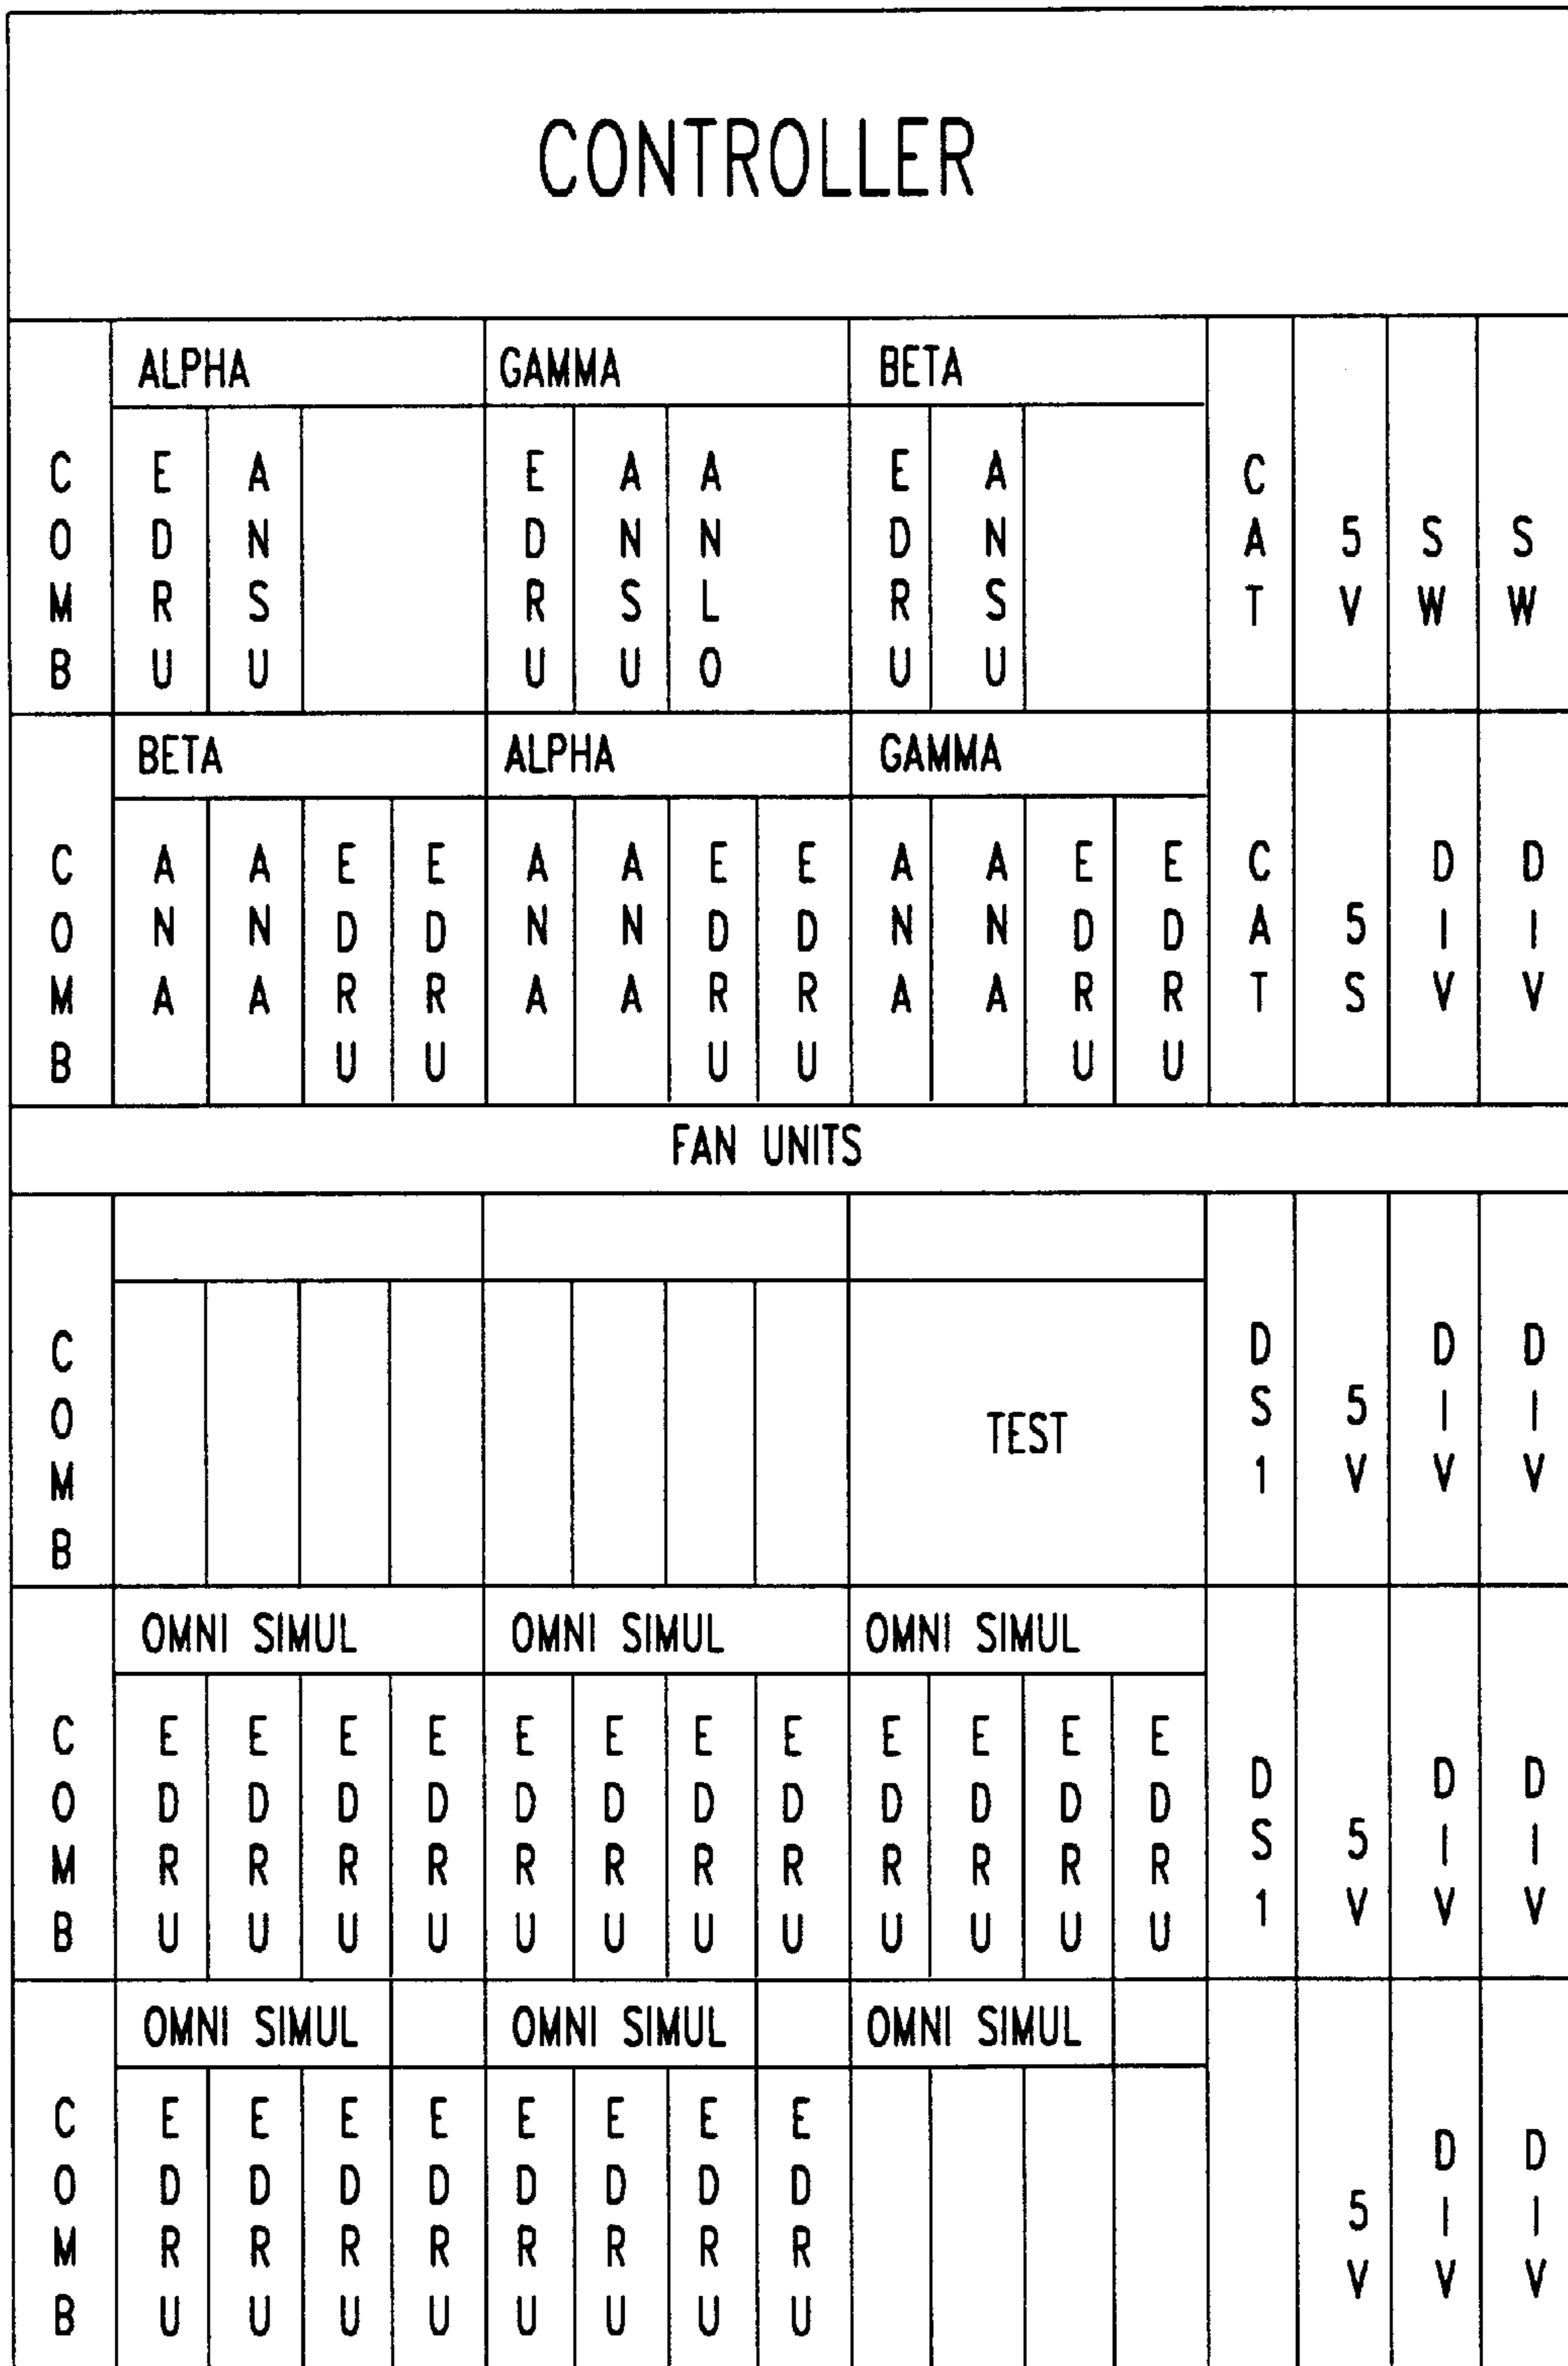 CONTROLLER
ALPHA GAMMA BETA
COMB EDRU ANSU EDRU ANSU ANLO EDRU ANSU CAT 5V SW SW
BETA ALPHA GAMMA
COMB ANA ANA EDRU EDRU ANA ANA EDRU EDRU ANA ANA EDRU EDRU CAT 5S DIV DIV
FAN UNITS
COMB TEST DS1 5V DIV DIV
OMNI SIMUL OMNI SIMUL OMNI SIMUL
COMB EDRU EDRU EDRU EDRU EDRU EDRU EDRU EDRU EDRU EDRU EDRU EDRU DS1 5V DIV DIV
OMNI SIMUL OMNI SIMUL OMNI SIMUL
COMB EDRU EDRU EDRU EDRU EDRU EDRU EDRU EDRU 5V DIV DIV